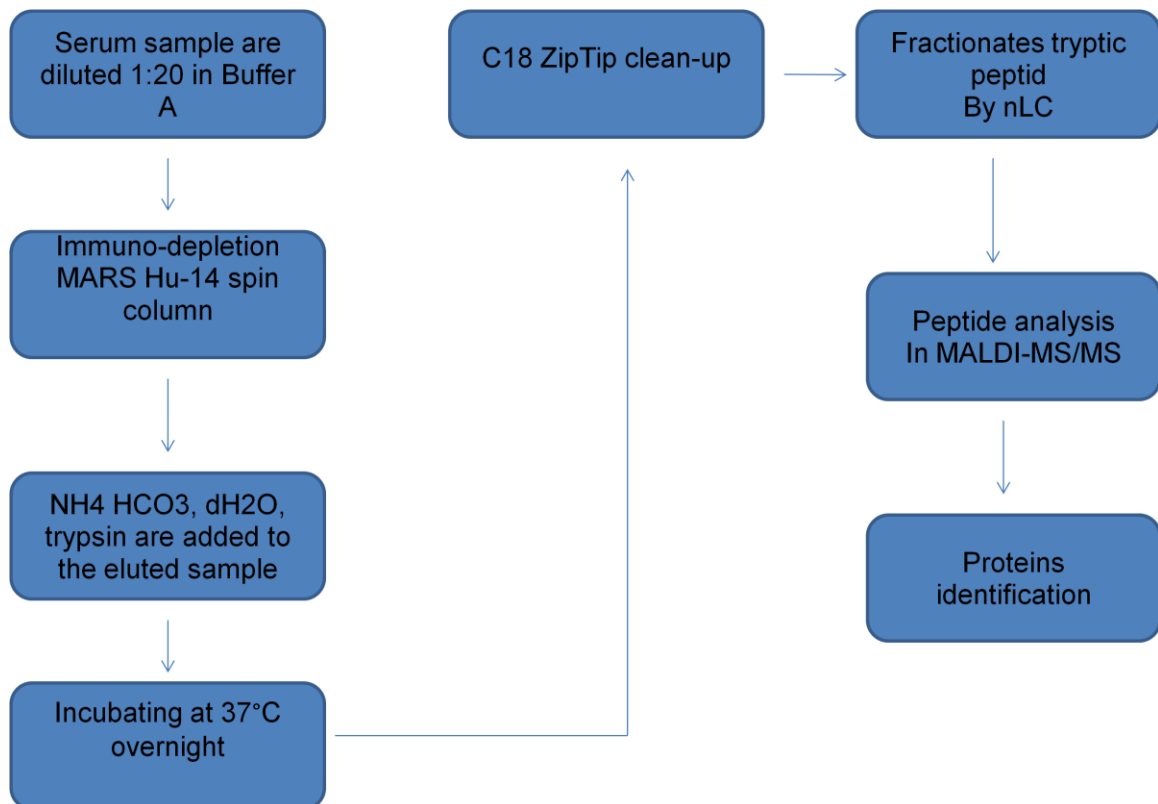 Serum sample are
diluted 1:20 in Buffer
A
Immuno-depletion
MARS Hu-14 spin
column
NH4 HCO3, dH2O,
trypsin are added to
the eluted sample
Incubating at 37°C
overnight
C18 ZipTip clean-up
Fractionates tryptic
peptid
By nLC
Peptide analysis
In MALDI-MS/MS
Proteins
identification